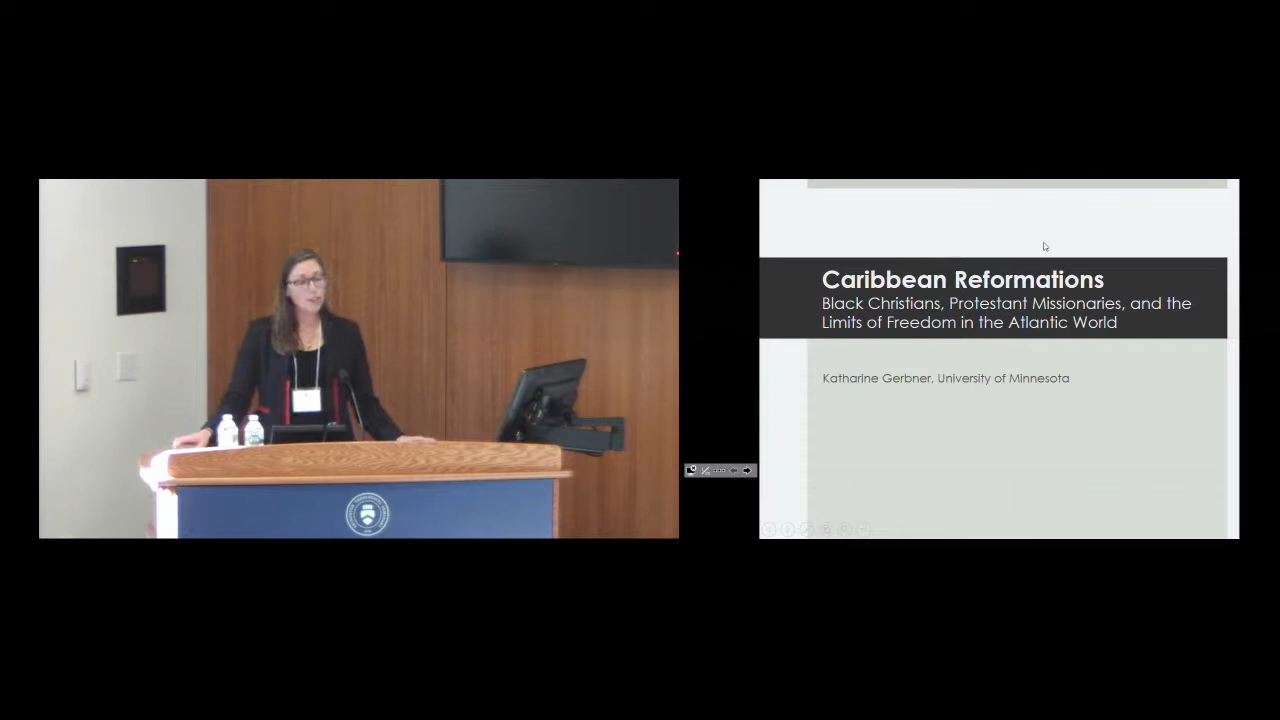 Caribbean Reformations
Black Christians, Protestant Missionaries, and the
Limits of Freedom in the Atlantic World
Katharine Gerbner, University of Minnesota